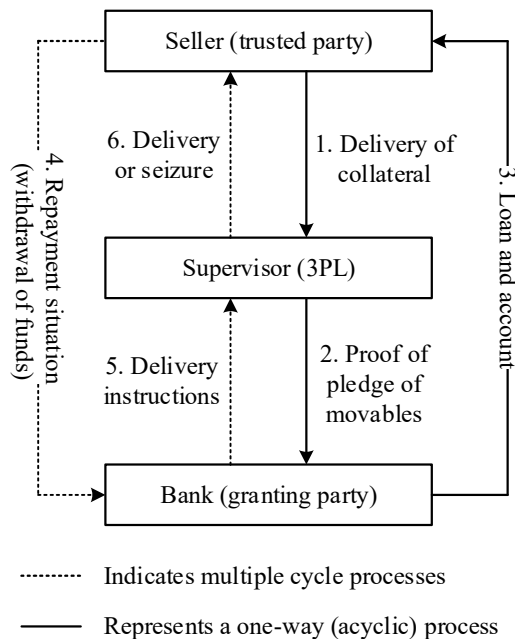 Seller (trusted party)
6. Delivery
or seizure
1. Delivery of
collateral
4. Repayment situation
(withdrawal of funds)
3. Loan and account
Supervisor (3PL)
5. Delivery
instructions
2. Proof of
pledge of
movables
Bank (granting party)
Indicates multiple cycle processes
Represents a one-way (acyclic) process